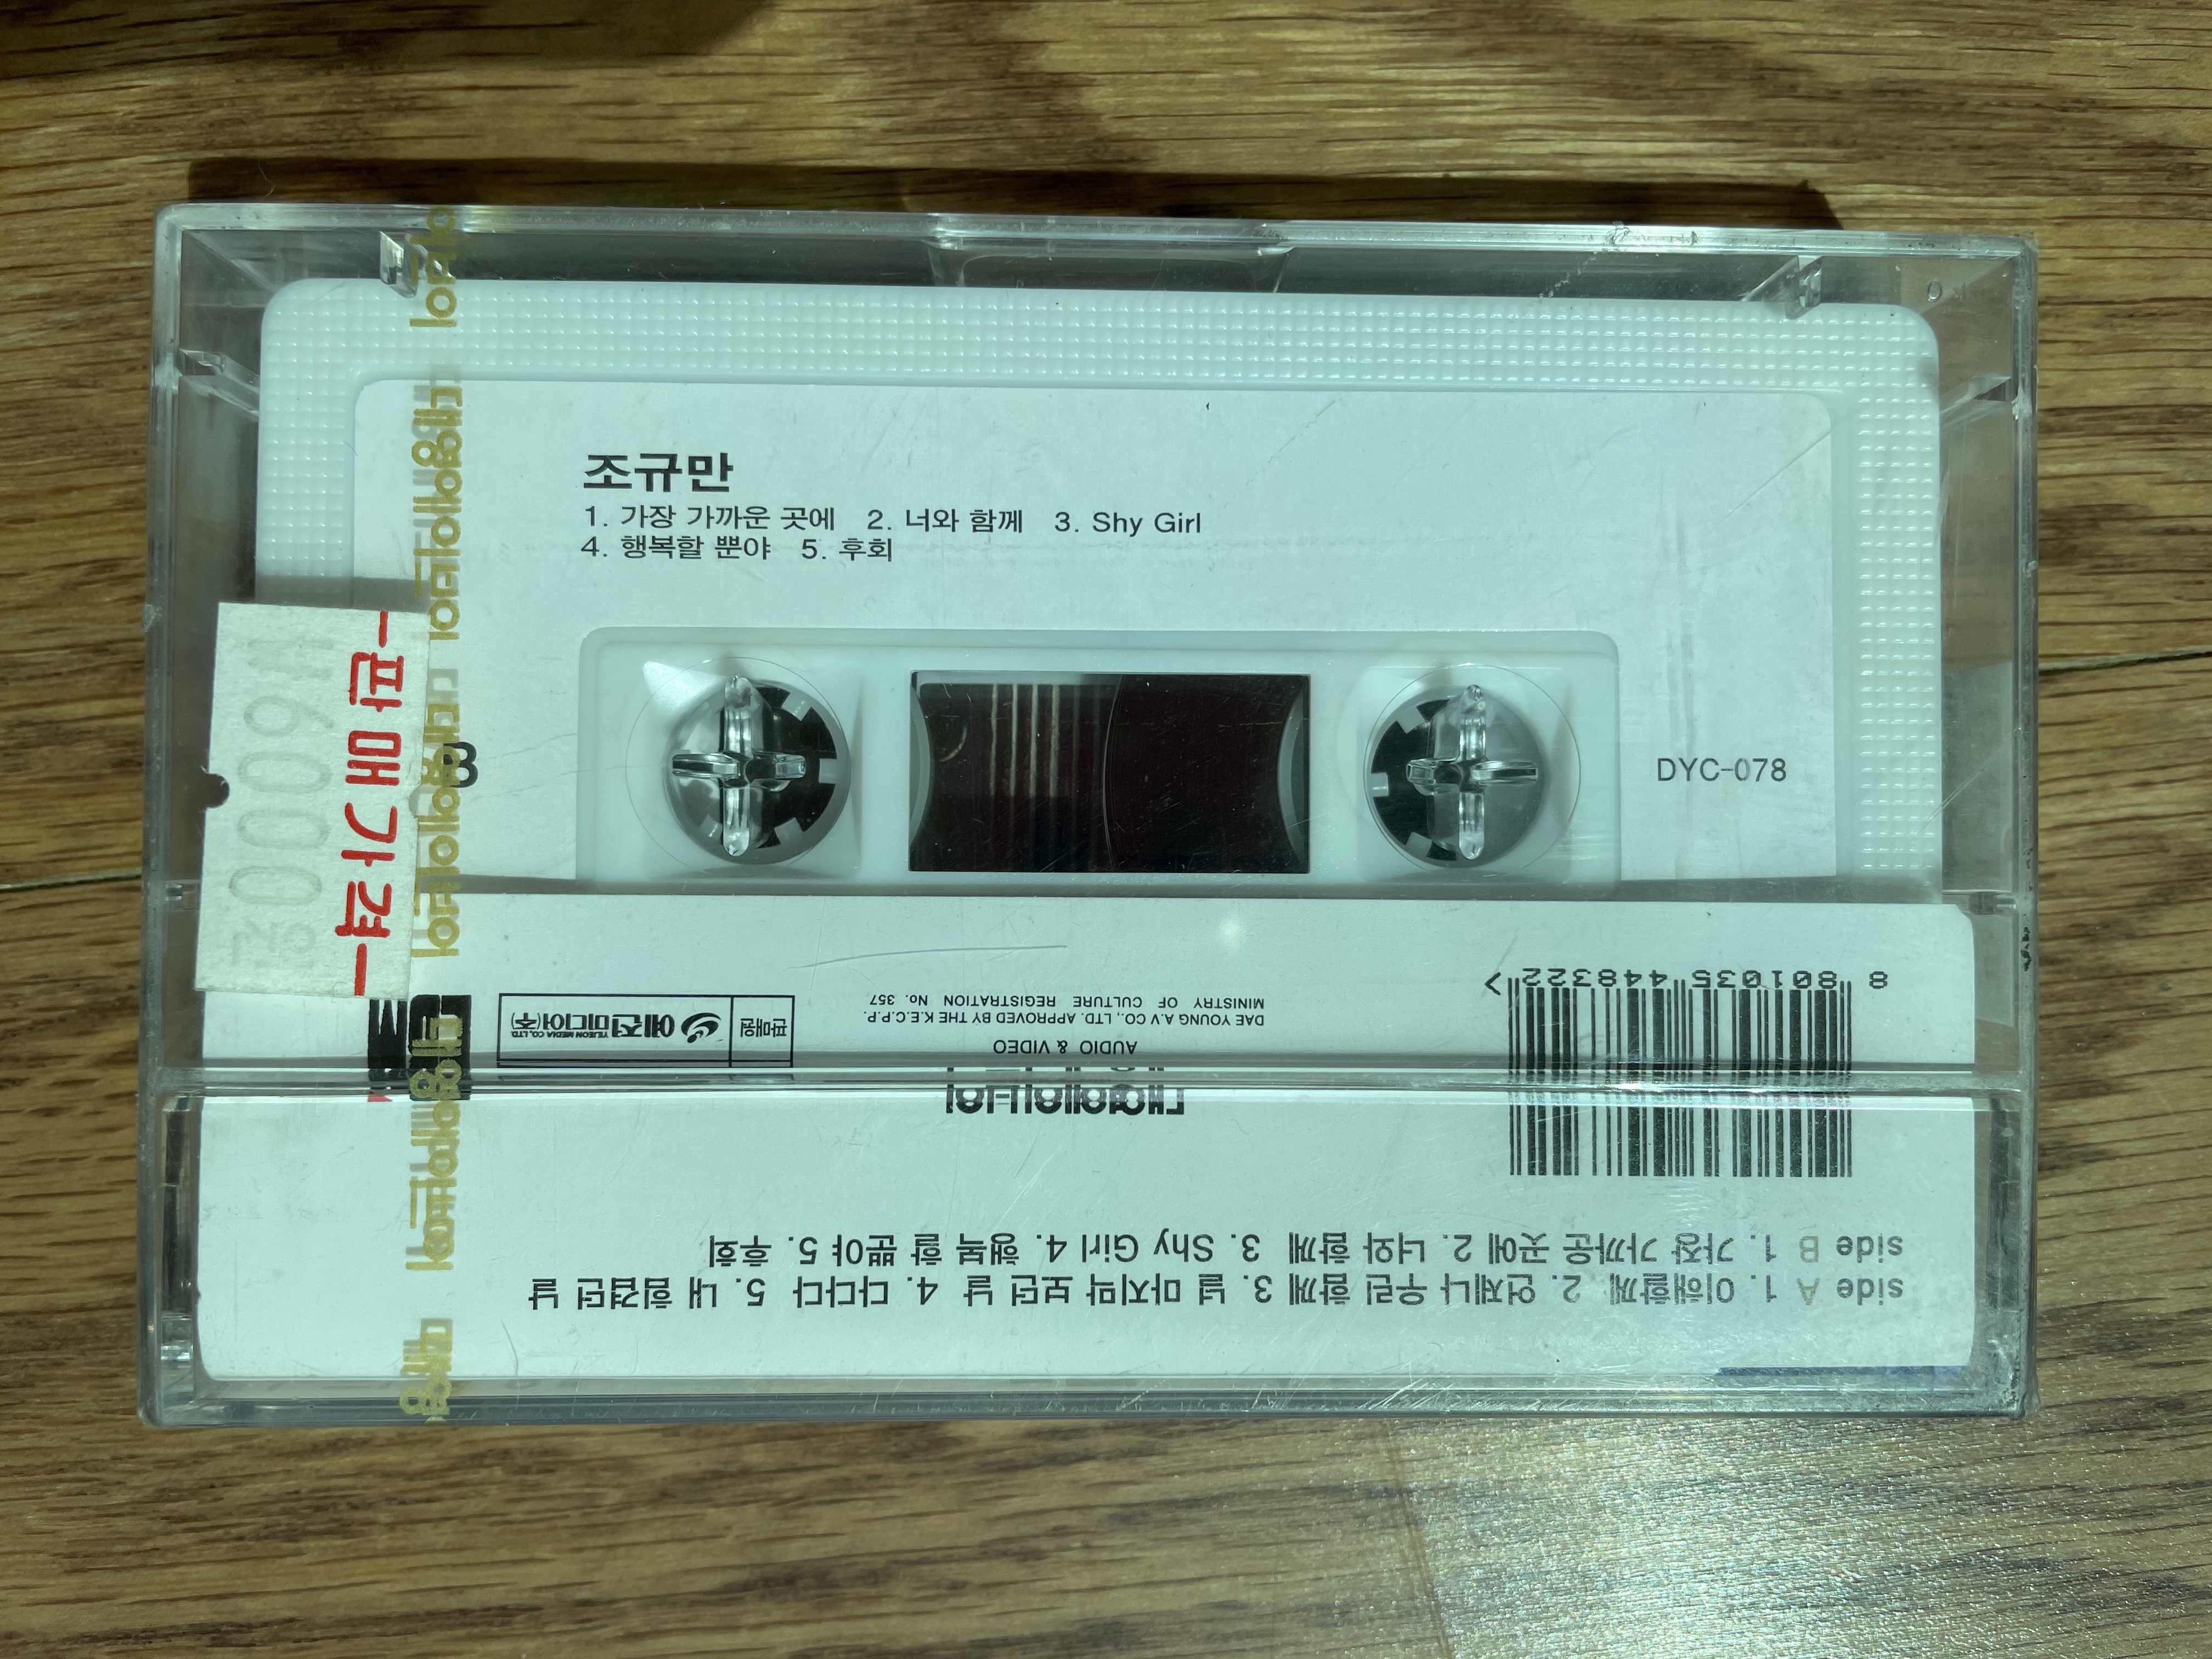 조규만
1. 가장 가까운 곳에 2. 너와 함께 3. Shy Girl
4. 행복할 뿐야 5. 후회
B
DYC-078
판매가격
side A 1. 이해할께 2. 언제나 우린 함께 3. 널 마지막 보던 날 4. 다다다 5. 내 힘겹던 날
side B 1. 가장 가까운 곳에 2. 너와 함께 3. Shy Girl 4. 행복 할 뿐야 5. 후회
대영에이브이
AUDIO & VIDEO
DAE YOUNG A.V CO., LTD. APPROVED BY THE K.E.C.P.P.
MINISTRY OF CULTURE REGISTRATION No. 357
판매원 예전미디어(주)
YEJEON MEDIA CO., LTD.
8 801035 448322 >